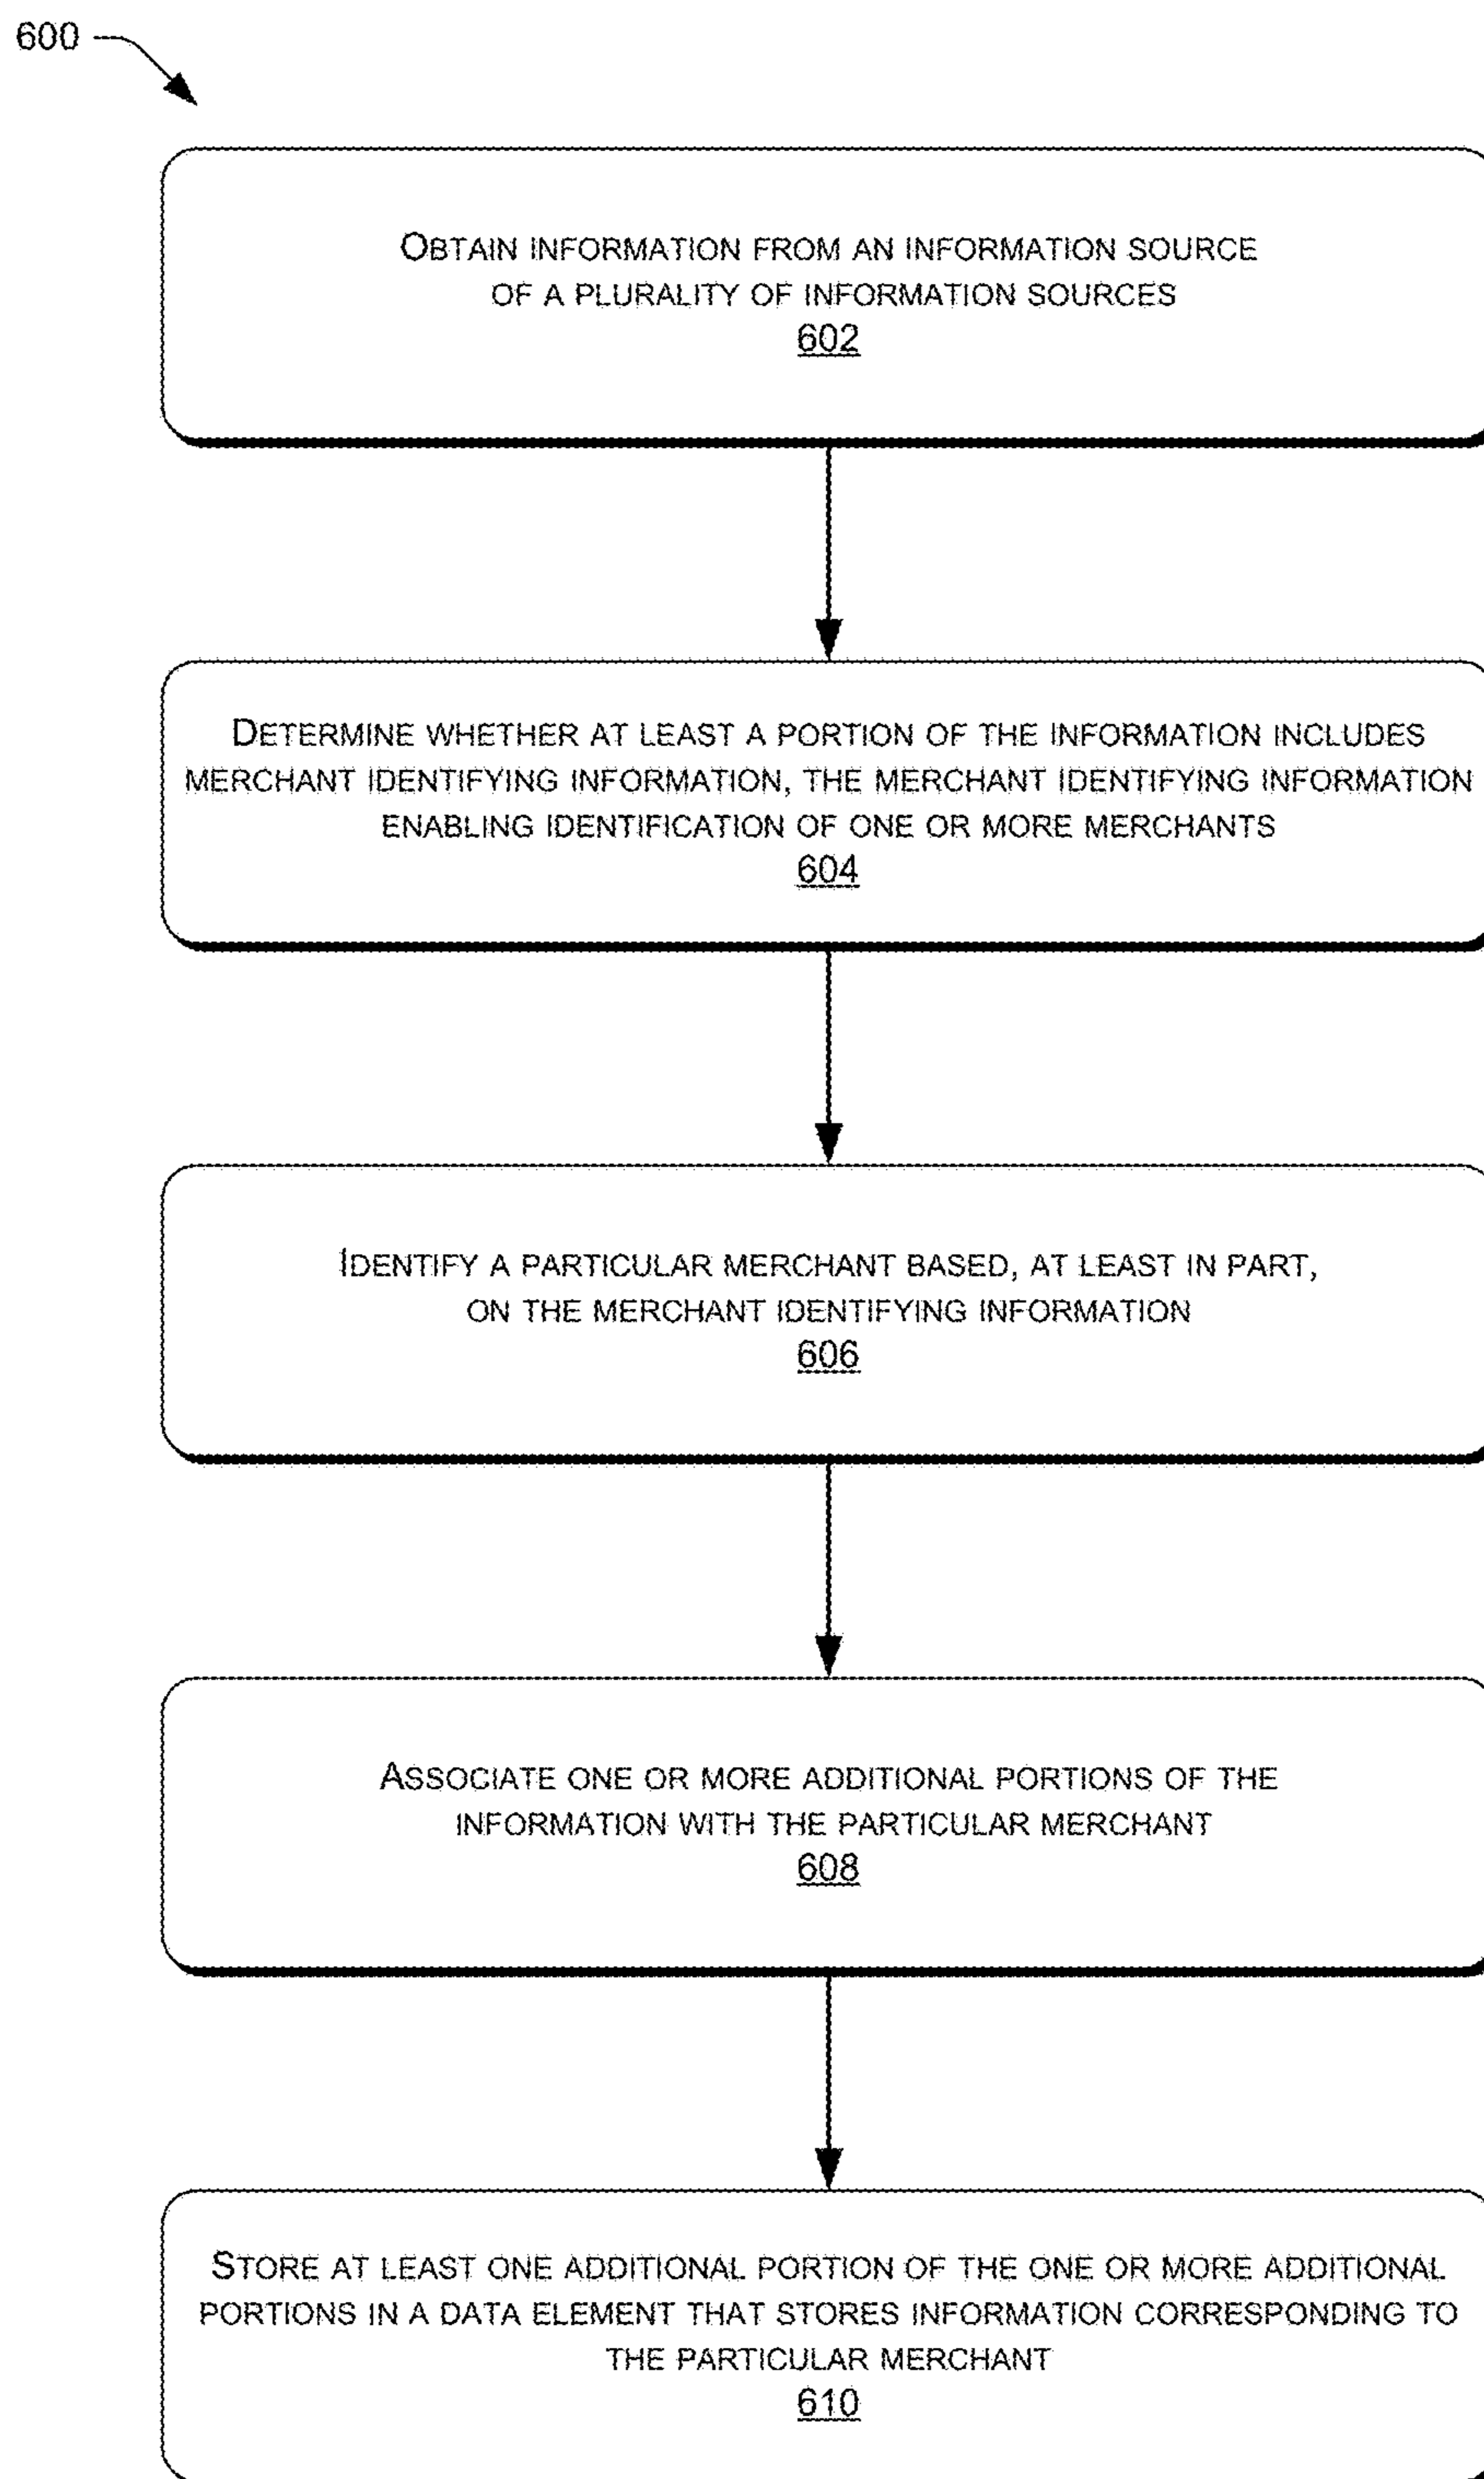 600
OBTAIN INFORMATION FROM AN INFORMATION SOURCE
OF A PLURALITY OF INFORMATION SOURCES
602
DETERMINE WHETHER AT LEAST A PORTION OF THE INFORMATION INCLUDES
MERCHANT IDENTIFYING INFORMATION, THE MERCHANT IDENTIFYING INFORMATION
ENABLING IDENTIFICATION OF ONE OR MORE MERCHANTS
604
IDENTIFY A PARTICULAR MERCHANT BASED, AT LEAST IN PART,
ON THE MERCHANT IDENTIFYING INFORMATION
606
ASSOCIATE ONE OR MORE ADDITIONAL PORTIONS OF THE
INFORMATION WITH THE PARTICULAR MERCHANT
608
STORE AT LEAST ONE ADDITIONAL PORTION OF THE ONE OR MORE ADDITIONAL
PORTIONS IN A DATA ELEMENT THAT STORES INFORMATION CORRESPONDING TO
THE PARTICULAR MERCHANT
610